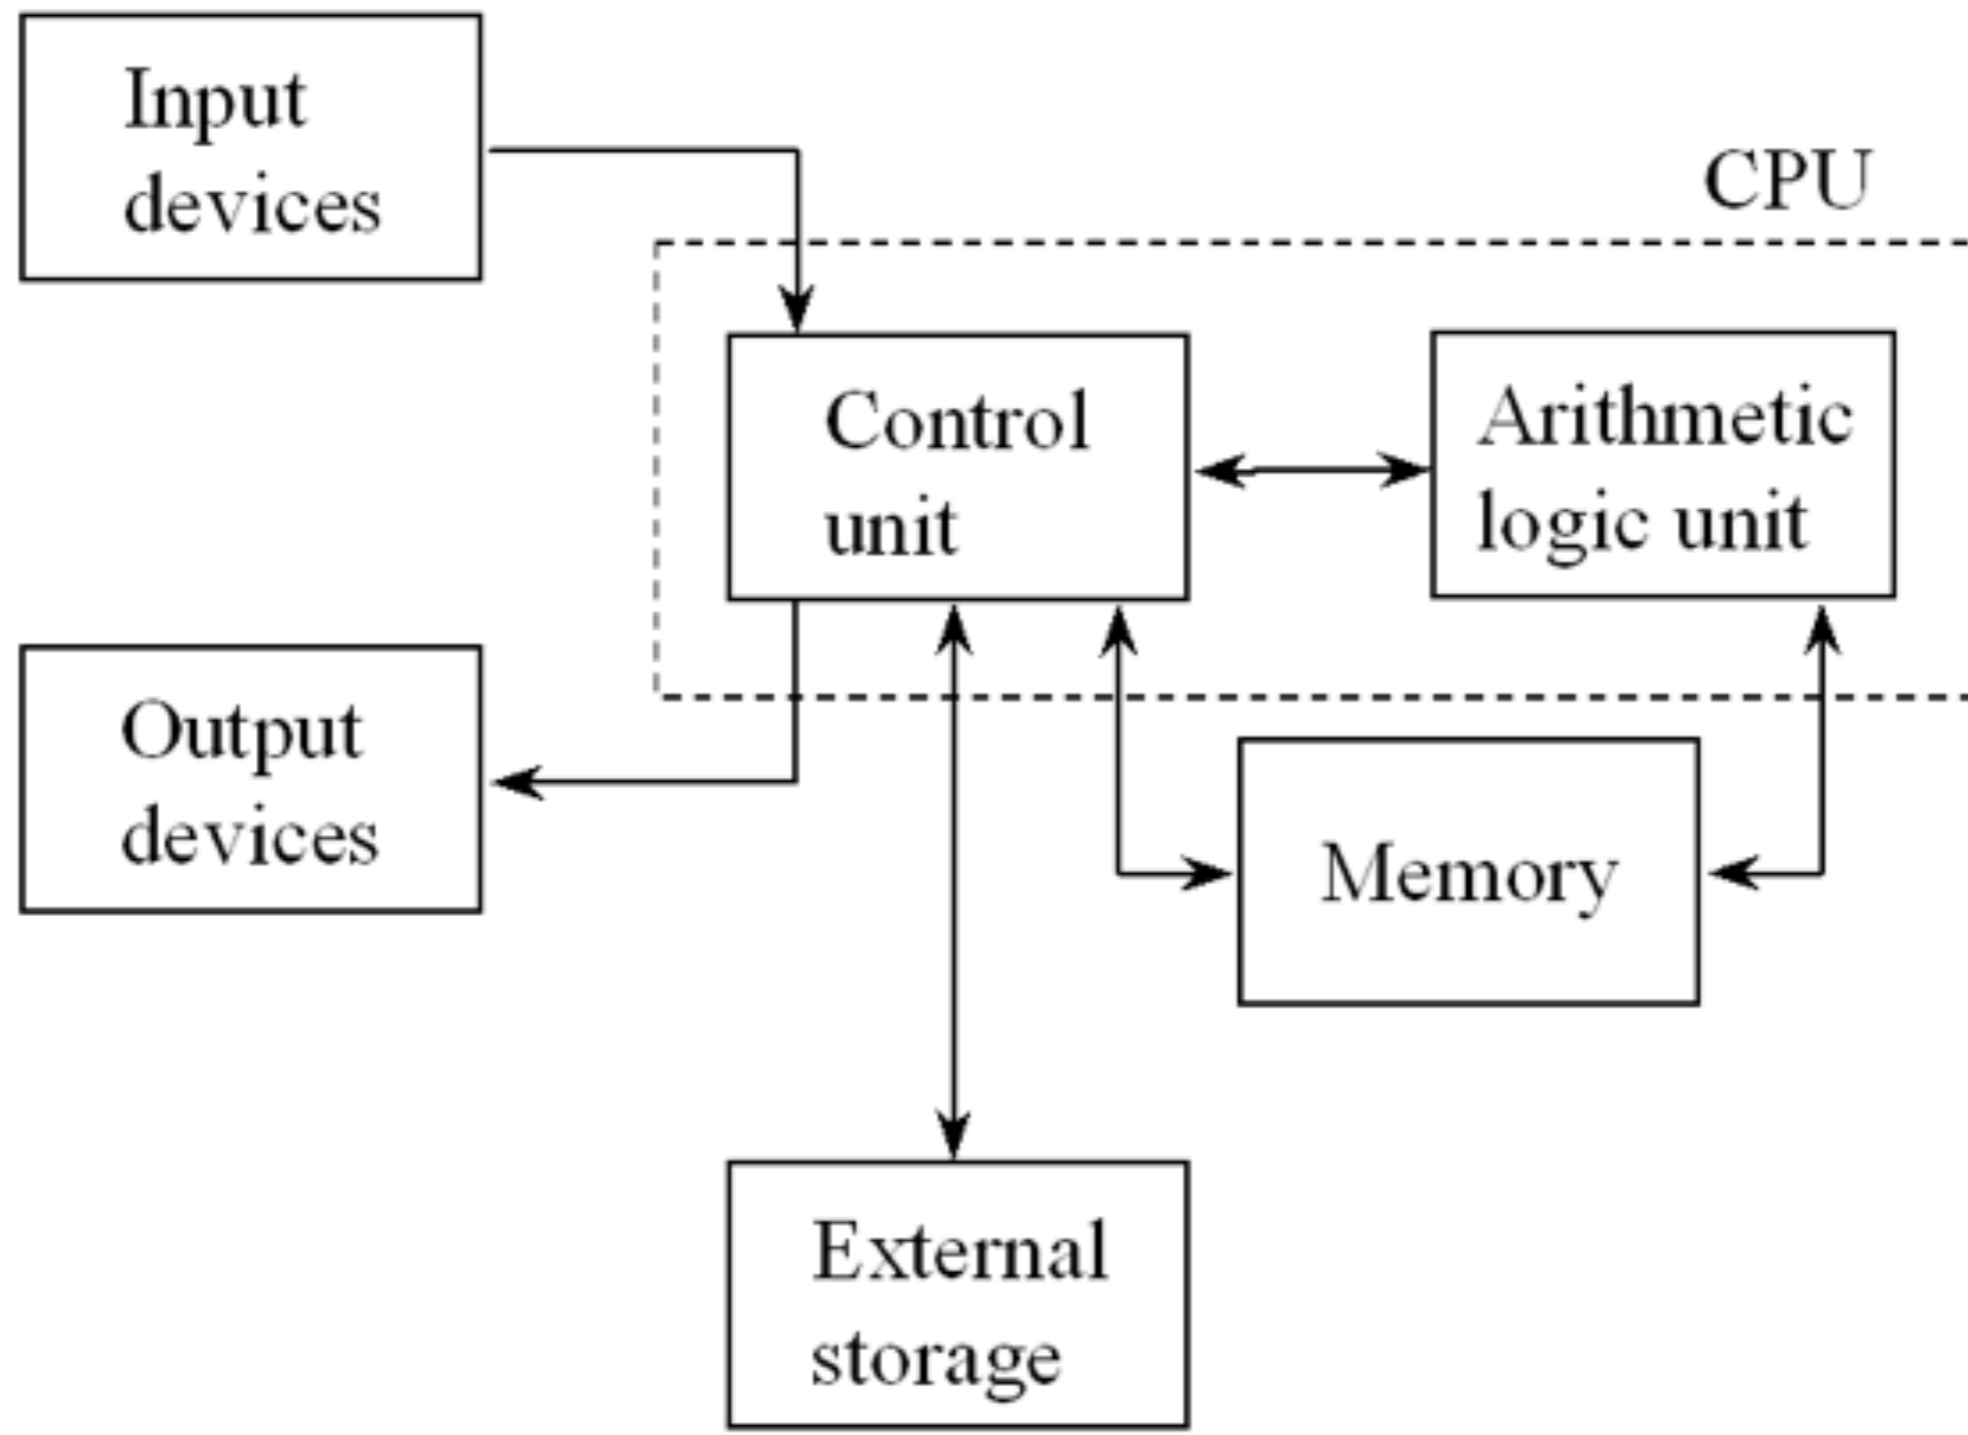 Input
devices
CPU
Control
unit
Arithmetic
logic unit
Output
devices
Memory
External
storage